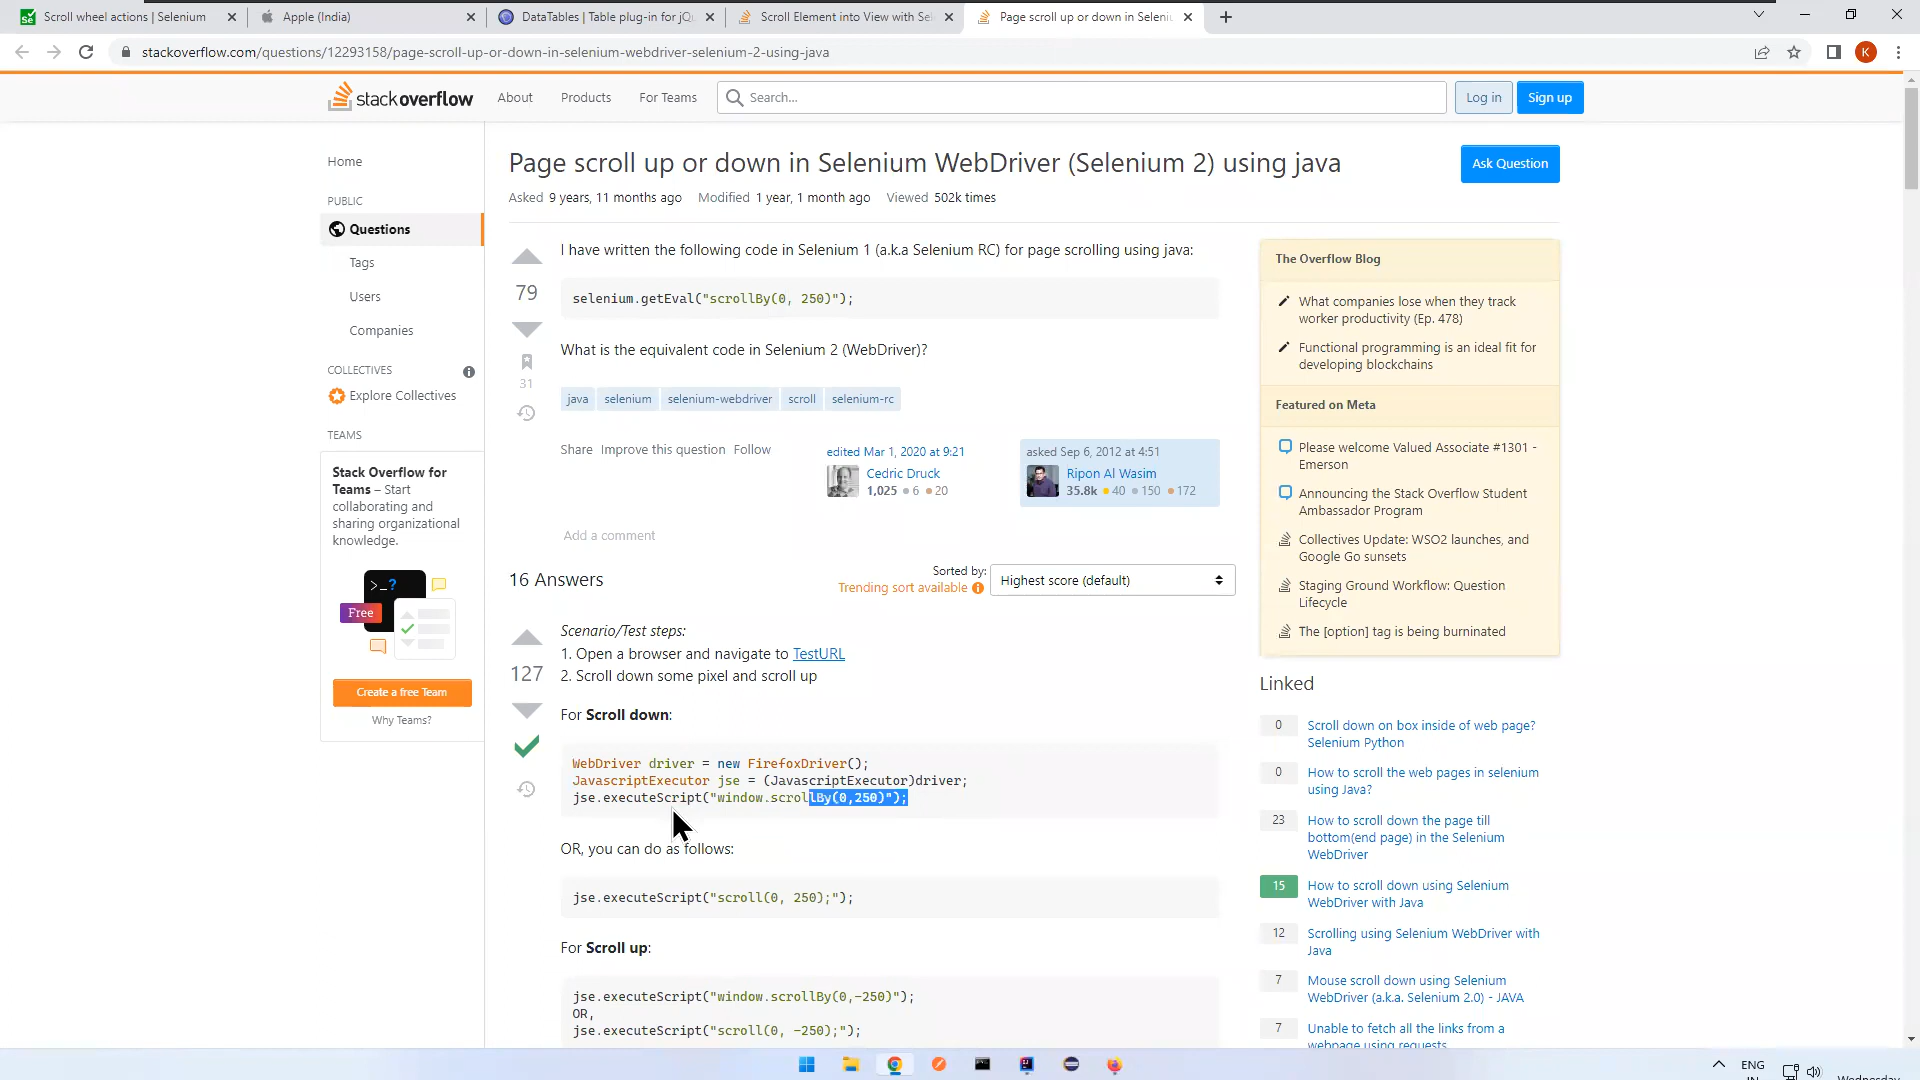 Scroll wheel actions | Selenium
Apple (India)
DataTables | Table plug-in for jQ
Scroll Element into View with Sel
Page scroll up or down in Seleni
stackoverflow.com/questions/12293158/page-scroll-up-or-down-in-selenium-webdriver-selenium-2-using-java
K
stackoverflow
About
Products
For Teams
Search...
Log in
Sign up
Home
PUBLIC
Questions
Tags
Users
Companies
COLLECTIVES
Explore Collectives
TEAMS
Stack Overflow for
Teams – Start
collaborating and
sharing organizational
knowledge.
>_?
Free
Create a free Team
Why Teams?
Page scroll up or down in Selenium WebDriver (Selenium 2) using java
Ask Question
Asked 9 years, 11 months ago Modified 1 year, 1 month ago Viewed 502k times
79
31
I have written the following code in Selenium 1 (a.k.a Selenium RC) for page scrolling using java:
selenium.getEval("scrollBy(0, 250)");
What is the equivalent code in Selenium 2 (WebDriver)?
java selenium selenium-webdriver scroll selenium-rc
Share Improve this question Follow
edited Mar 1, 2020 at 9:21
Cedric Druck
1,025 6 20
asked Sep 6, 2012 at 4:51
Ripon Al Wasim
35.8k 40 150 172
Add a comment
16 Answers
Sorted by:
Trending sort available
Highest score (default)
127
Scenario/Test steps:
1. Open a browser and navigate to TestURL
2. Scroll down some pixel and scroll up
For Scroll down:
WebDriver driver = new FirefoxDriver();
JavascriptExecutor jse = (JavascriptExecutor)driver;
jse.executeScript("window.scrollBy(0,250)");
OR, you can do as follows:
jse.executeScript("scroll(0, 250);");
For Scroll up:
jse.executeScript("window.scrollBy(0,-250)");
OR,
jse.executeScript("scroll(0, -250);");
The Overflow Blog
What companies lose when they track
worker productivity (Ep. 478)
Functional programming is an ideal fit for
developing blockchains
Featured on Meta
Please welcome Valued Associate #1301 -
Emerson
Announcing the Stack Overflow Student
Ambassador Program
Collectives Update: WSO2 launches, and
Google Go sunsets
Staging Ground Workflow: Question
Lifecycle
The [option] tag is being burninated
Linked
0 Scroll down on box inside of web page?
Selenium Python
0 How to scroll the web pages in selenium
using Java?
23 How to scroll down the page till
bottom(end page) in the Selenium
WebDriver
15 How to scroll down using Selenium
WebDriver with Java
12 Scrolling using Selenium WebDriver with
Java
7 Mouse scroll down using Selenium
WebDriver (a.k.a. Selenium 2.0) - JAVA
7 Unable to fetch all the links from a
webpage using requests
ENG
IN
Wednesday